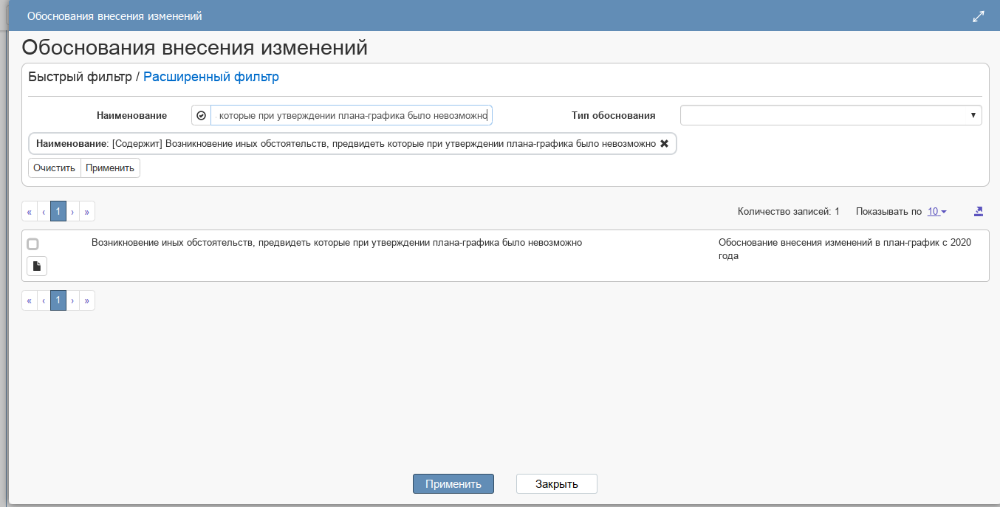 Обоснования внесения изменений
Обоснования внесения изменений
Быстрый фильтр / Расширенный фильтр
Наименование которые при утверждении плана-графика было невозможно Тип обоснования
Наименование: [Содержит] Возникновение иных обстоятельств, предвидеть которые при утверждении плана-графика было невозможно
Очистить Применить
« ‹ 1 › » Количество записей: 1 Показывать по 10
Возникновение иных обстоятельств, предвидеть которые при утверждении плана-графика было невозможно Обоснование внесения изменений в план-график с 2020
года
« ‹ 1 › »
Применить Закрыть